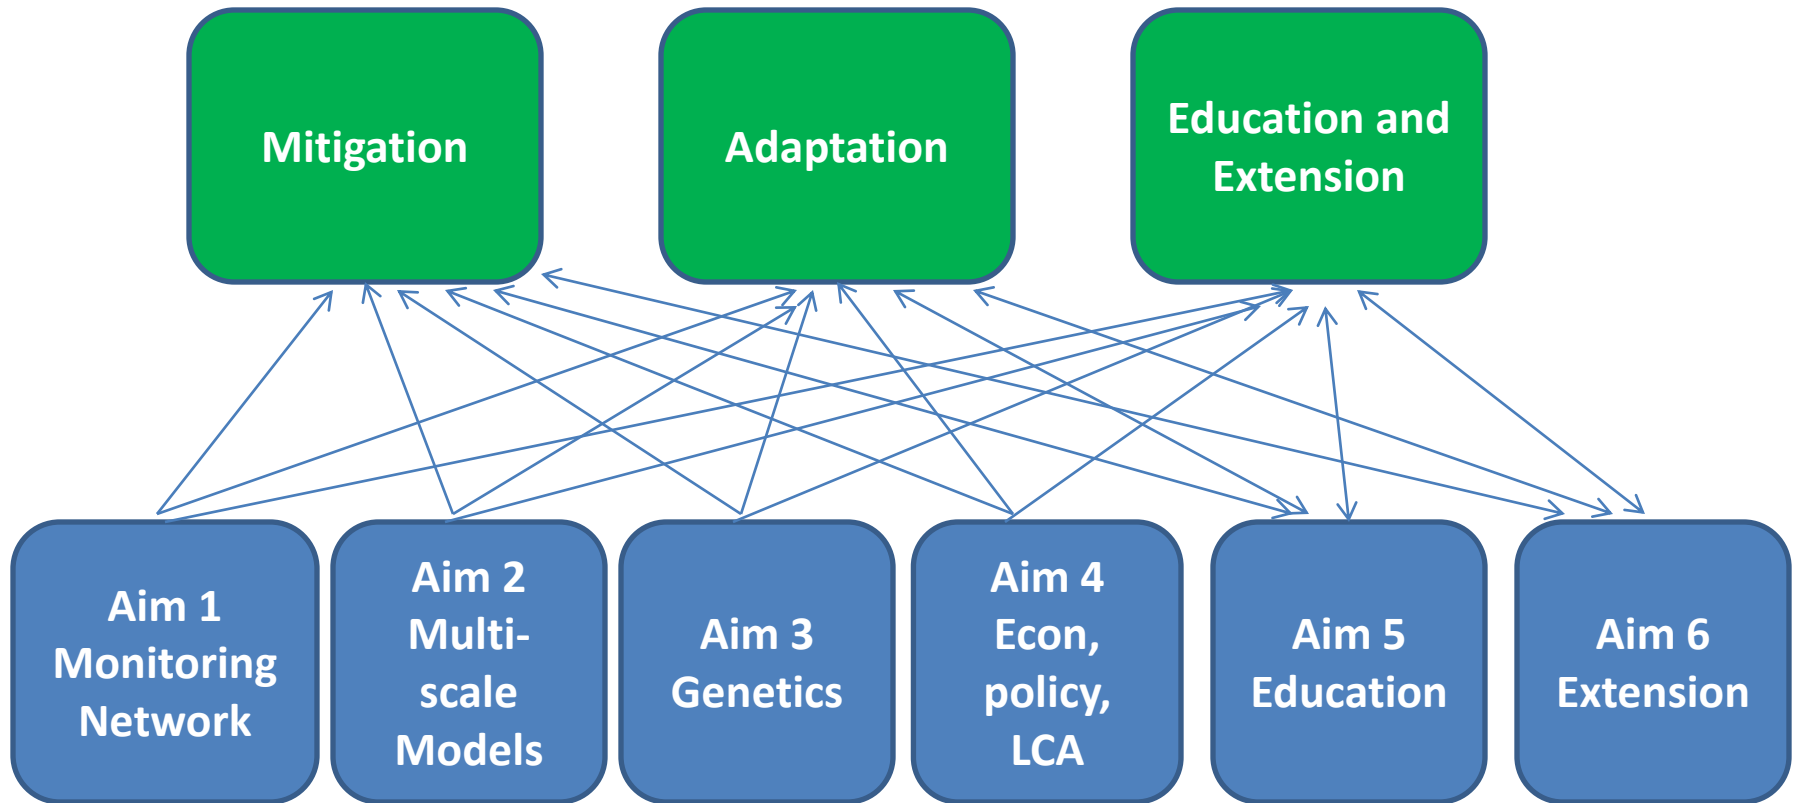 Mitigation
Adaptation
Education and
Extension
Aim 1
Monitoring
Network
Aim 2
Multi-
scale
Models
Aim 3
Genetics
Aim 4
Econ,
policy,
LCA
Aim 5
Education
Aim 6
Extension